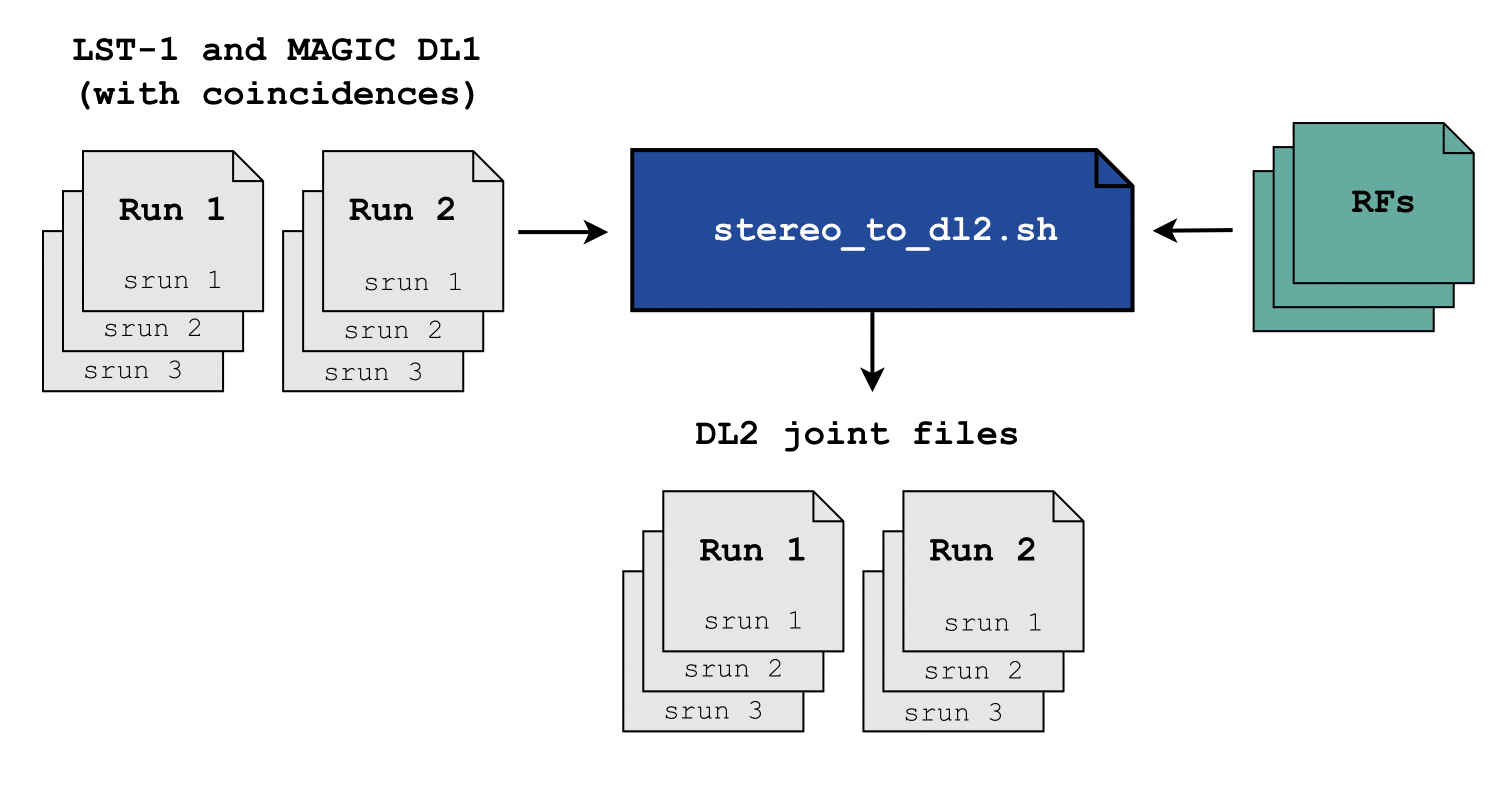 LST-1 and MAGIC DL1
(with coincidences)
Run 1
srun 1
srun 2
srun 3
Run 2
srun 1
srun 2
srun 3
stereo_to_dl2.sh
RFs
DL2 joint files
Run 1
srun 1
srun 2
srun 3
Run 2
srun 1
srun 2
srun 3